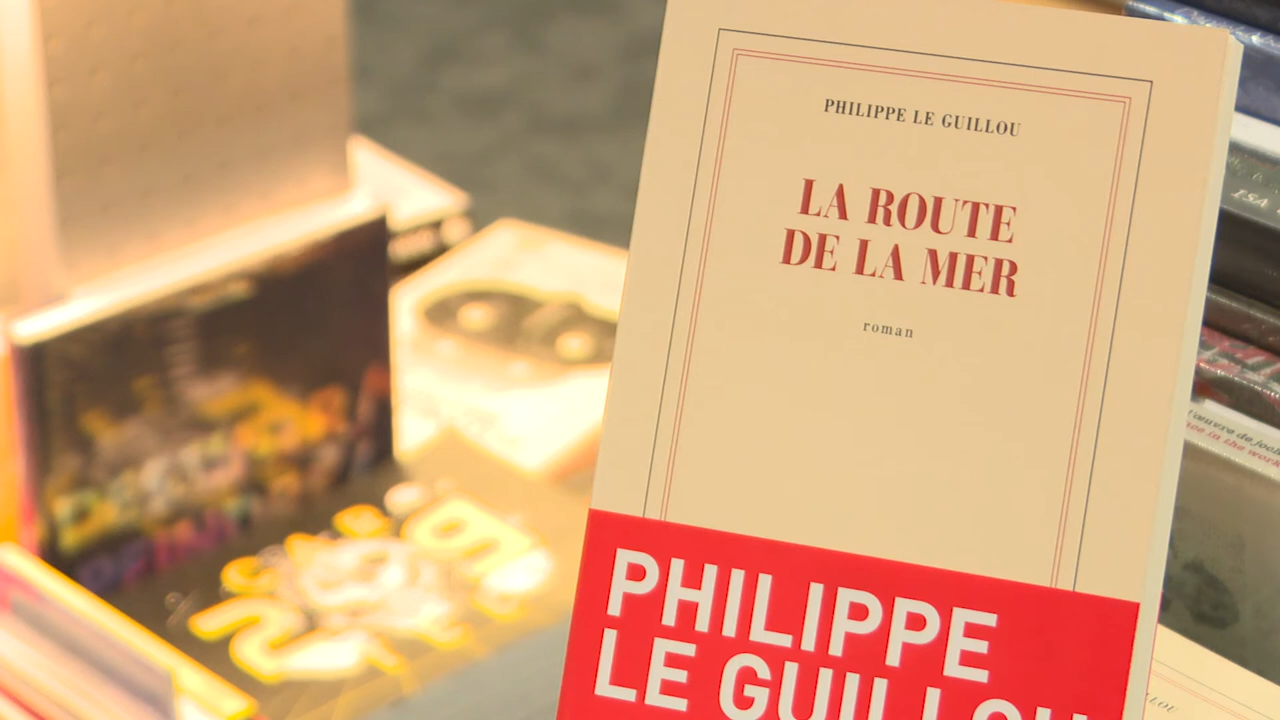 PHILIPPE LE GUILLOU
LA ROUTE
DE LA MER
roman
PHILIPPE
LE GUILLOU